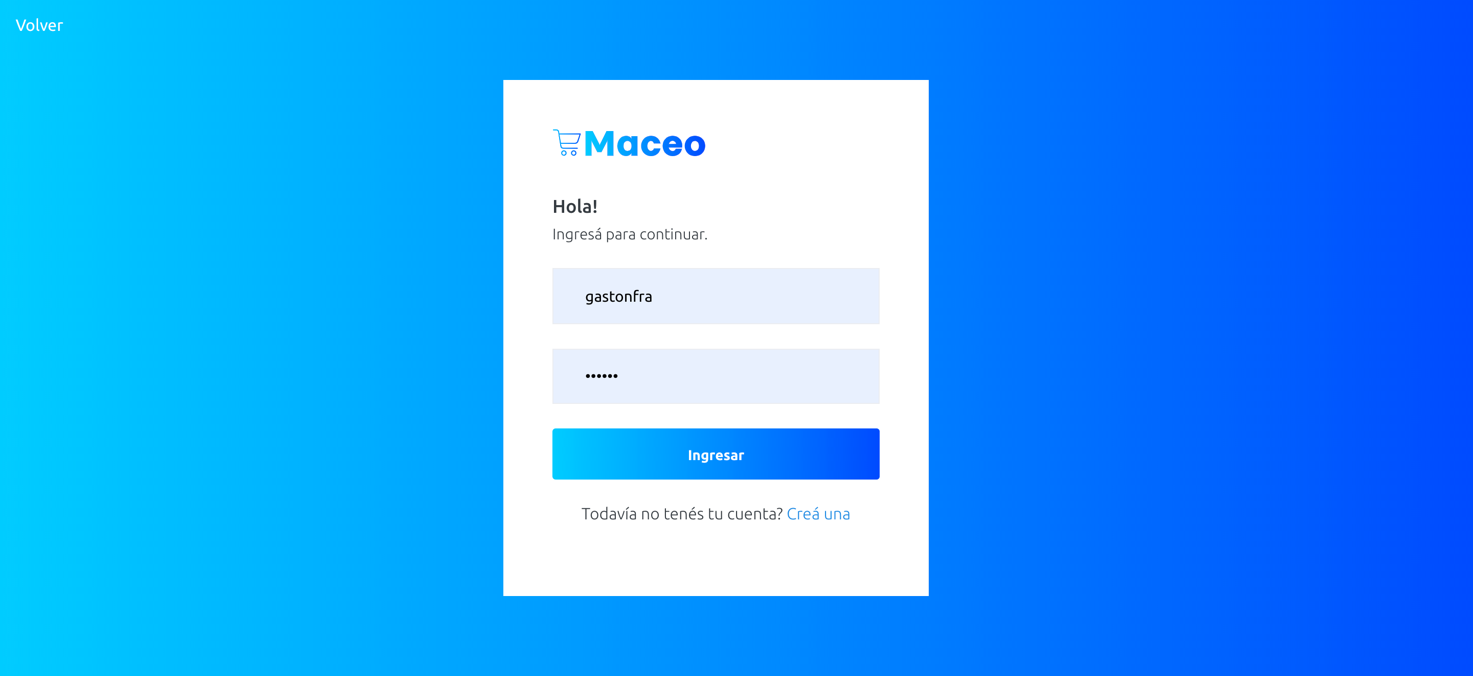 Volver
Maceo
Hola!
Ingresá para continuar.
gastonfra
••••••
Ingresar
Todavía no tenés tu cuenta? Creá una